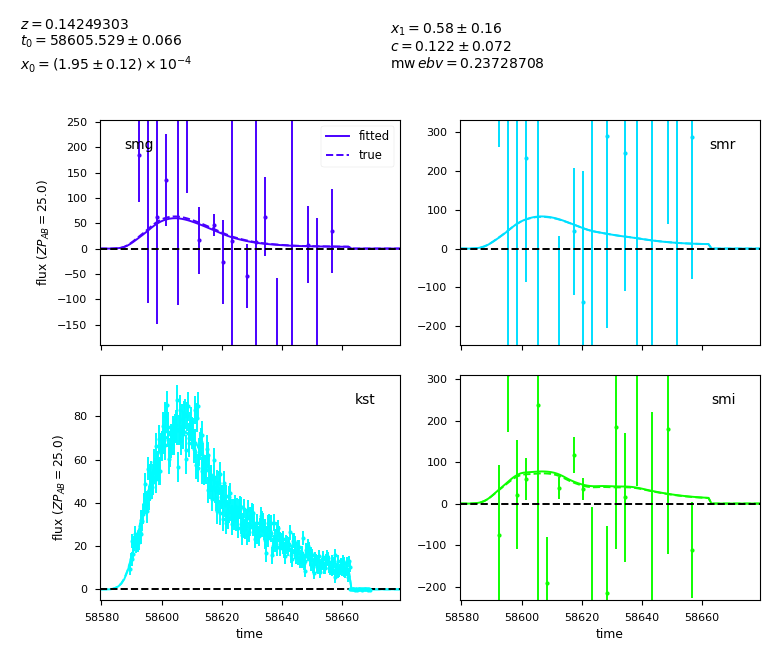 z = 0.14249303
t₀ = 58605.529 ± 0.066
x₀ = (1.95 ± 0.12) × 10⁻⁴
x₁ = 0.58 ± 0.16
c = 0.122 ± 0.072
mw ebv = 0.23728708
smg
fitted
true
250
200
150
100
50
0
−50
−100
−150
flux (ZP_AB = 25.0)
smr
300
200
100
0
−100
−200
kst
80
60
40
20
0
flux (ZP_AB = 25.0)
58580 58600 58620 58640 58660
time
smi
300
200
100
0
−100
−200
58580 58600 58620 58640 58660
time